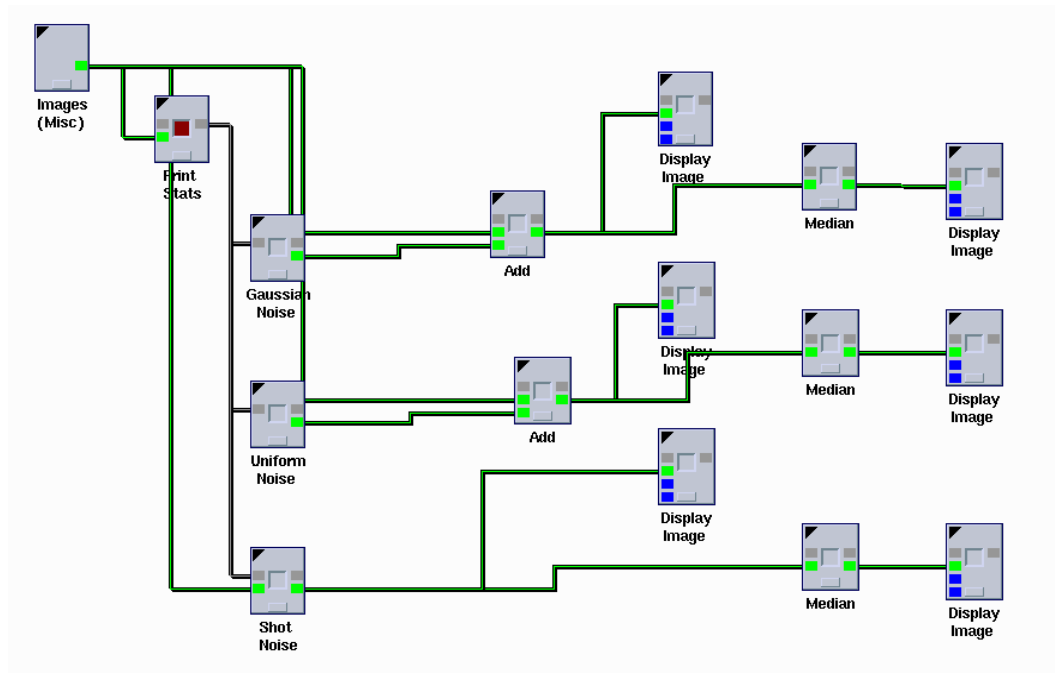 Images
(Misc)
Print
Stats
Display
Image
Median
Display
Image
Add
Gaussian
Noise
Display
Image
Median
Display
Image
Add
Uniform
Noise
Display
Image
Median
Display
Image
Shot
Noise